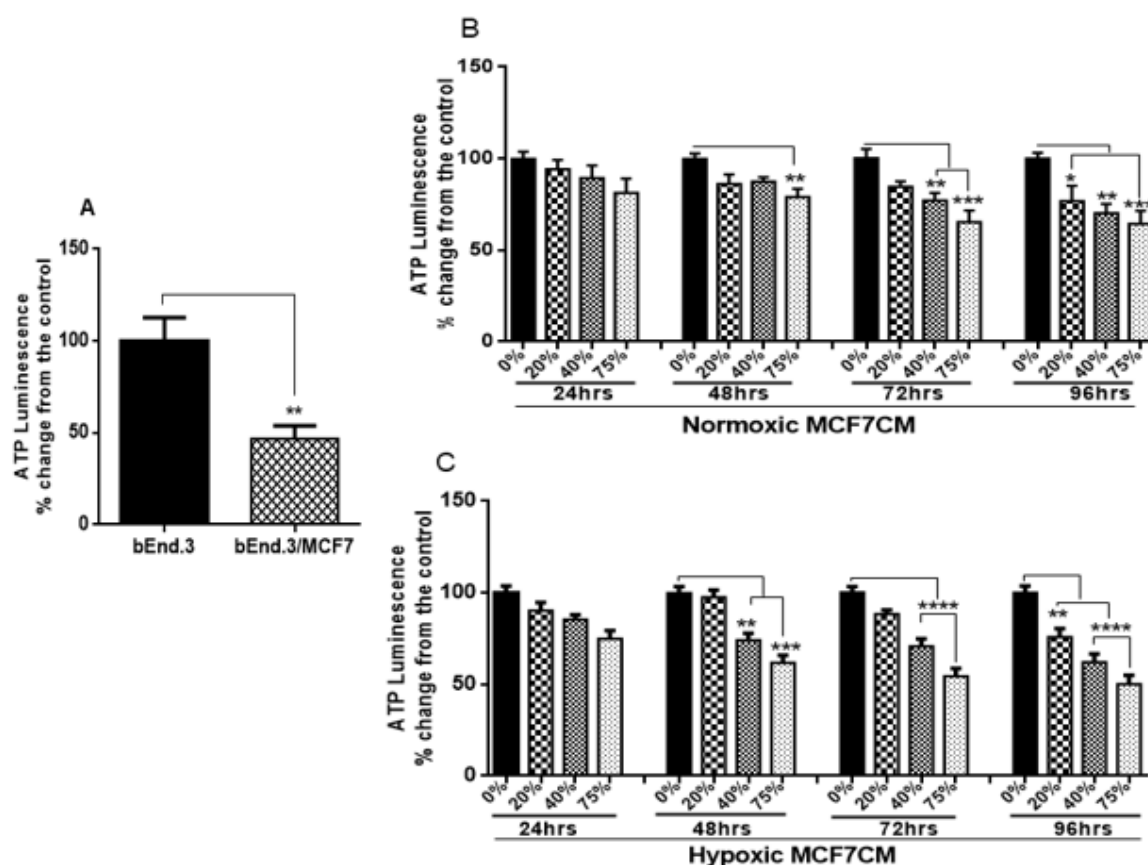 A
ATP Luminescence
% change from the control
150
100
50
0
**
bEnd.3
bEnd.3/MCF7
B
ATP Luminescence
% change from the control
150
100
50
0
**
**
***
*
**
***
0% 20% 40% 75% 0% 20% 40% 75% 0% 20% 40% 75% 0% 20% 40% 75%
24hrs 48hrs 72hrs 96hrs
Normoxic MCF7CM
C
ATP Luminescence
% change from the control
150
100
50
0
**
***
****
**
****
0% 20% 40% 75% 0% 20% 40% 75% 0% 20% 40% 75% 0% 20% 40% 75%
24hrs 48hrs 72hrs 96hrs
Hypoxic MCF7CM